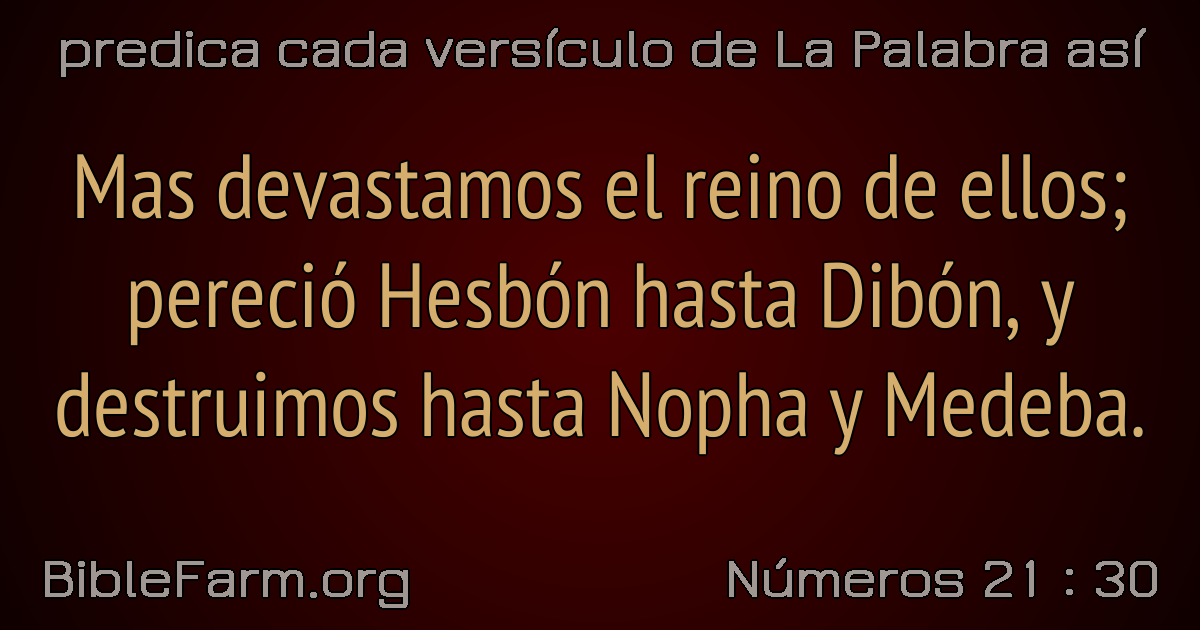 predica cada versículo de La Palabra así
Mas devastamos el reino de ellos;
pereció Hesbón hasta Dibón, y
destruimos hasta Nopha y Medeba.
BibleFarm.org
Números 21 : 30